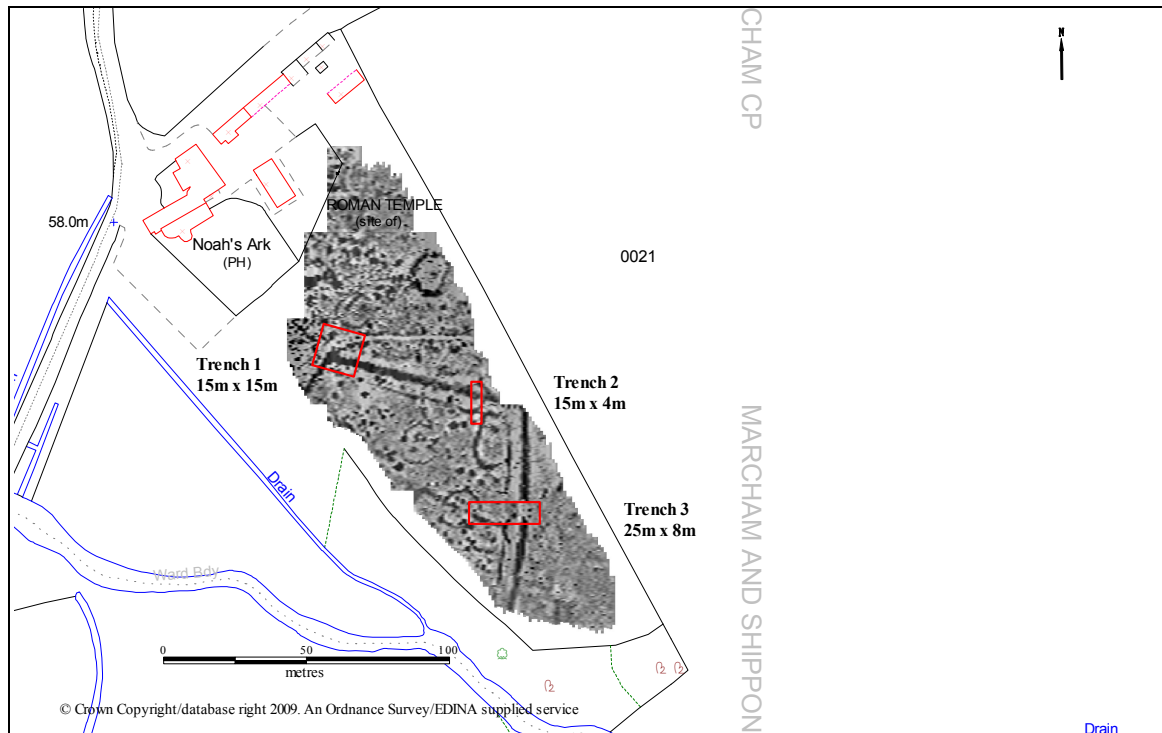 CHAM CP
N
ROMAN TEMPLE
(site of)
58.0m
Noah's Ark
(PH)
0021
Trench 1
15m x 15m
Trench 2
15m x 4m
MARCHAM AND SHIPPON
Drain
Trench 3
25m x 8m
Ward Bdy
0 50 100
metres
© Crown Copyright/database right 2009. An Ordnance Survey/EDINA supplied service
Drain